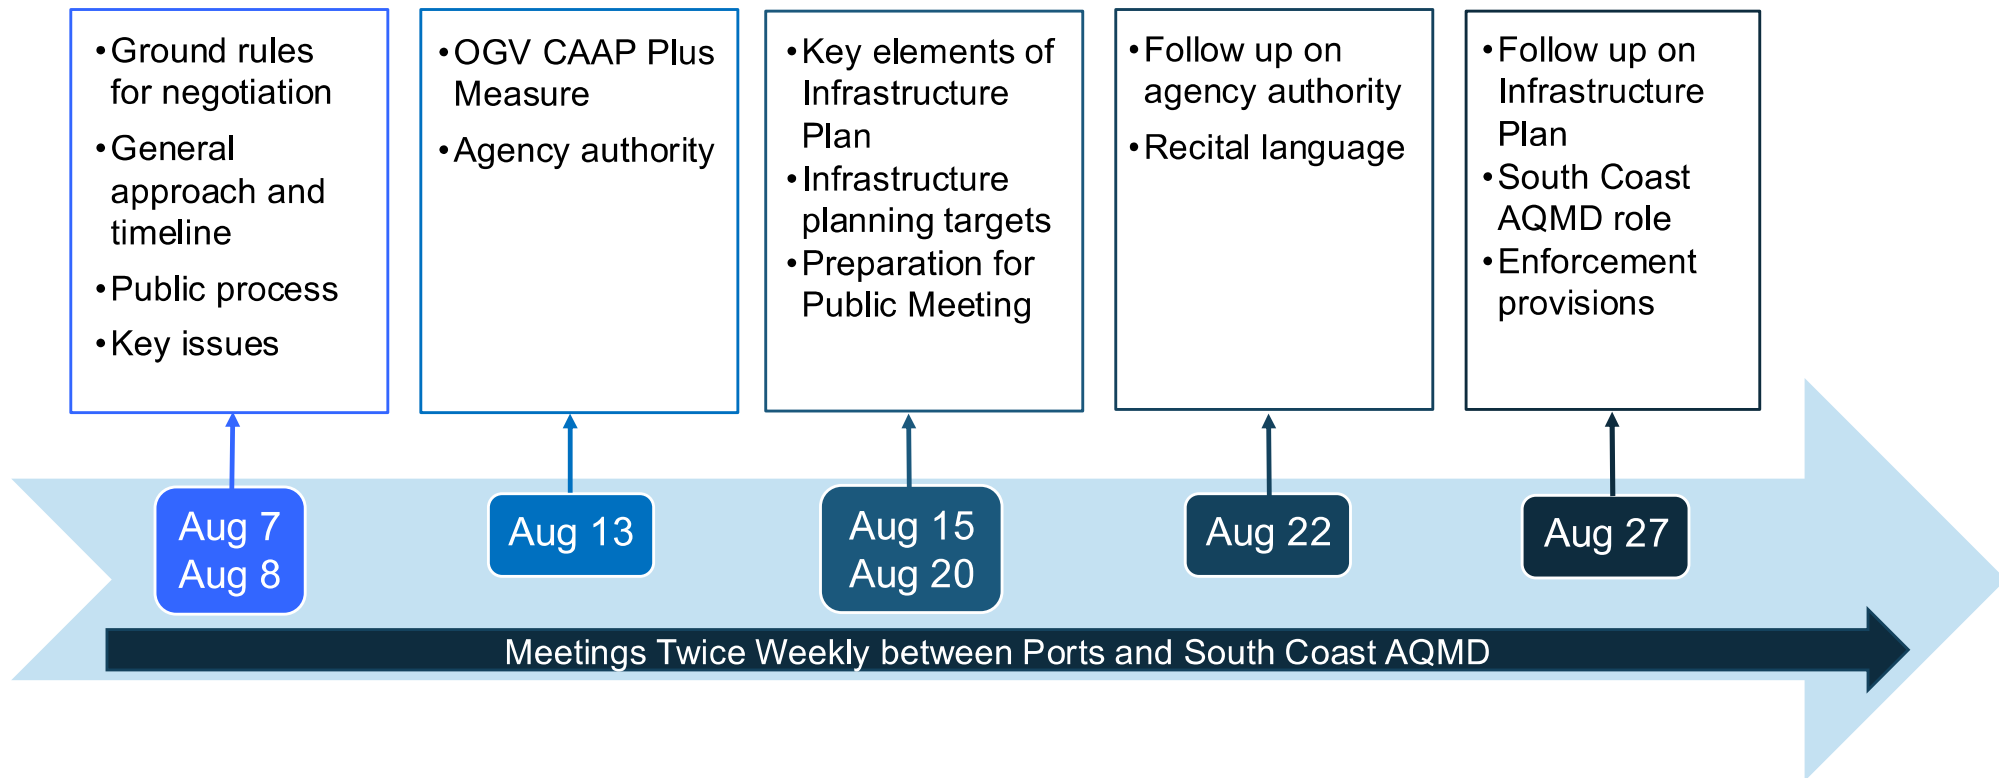 •Ground rules
for negotiation
•General
approach and
timeline
•Public process
•Key issues
•OGV CAAP Plus
Measure
•Agency authority
•Key elements of
Infrastructure
Plan
•Infrastructure
planning targets
•Preparation for
Public Meeting
•Follow up on
agency authority
•Recital language
•Follow up on
Infrastructure
Plan
•South Coast
AQMD role
•Enforcement
provisions
Aug 7
Aug 8
Aug 13
Aug 15
Aug 20
Aug 22
Aug 27
Meetings Twice Weekly between Ports and South Coast AQMD